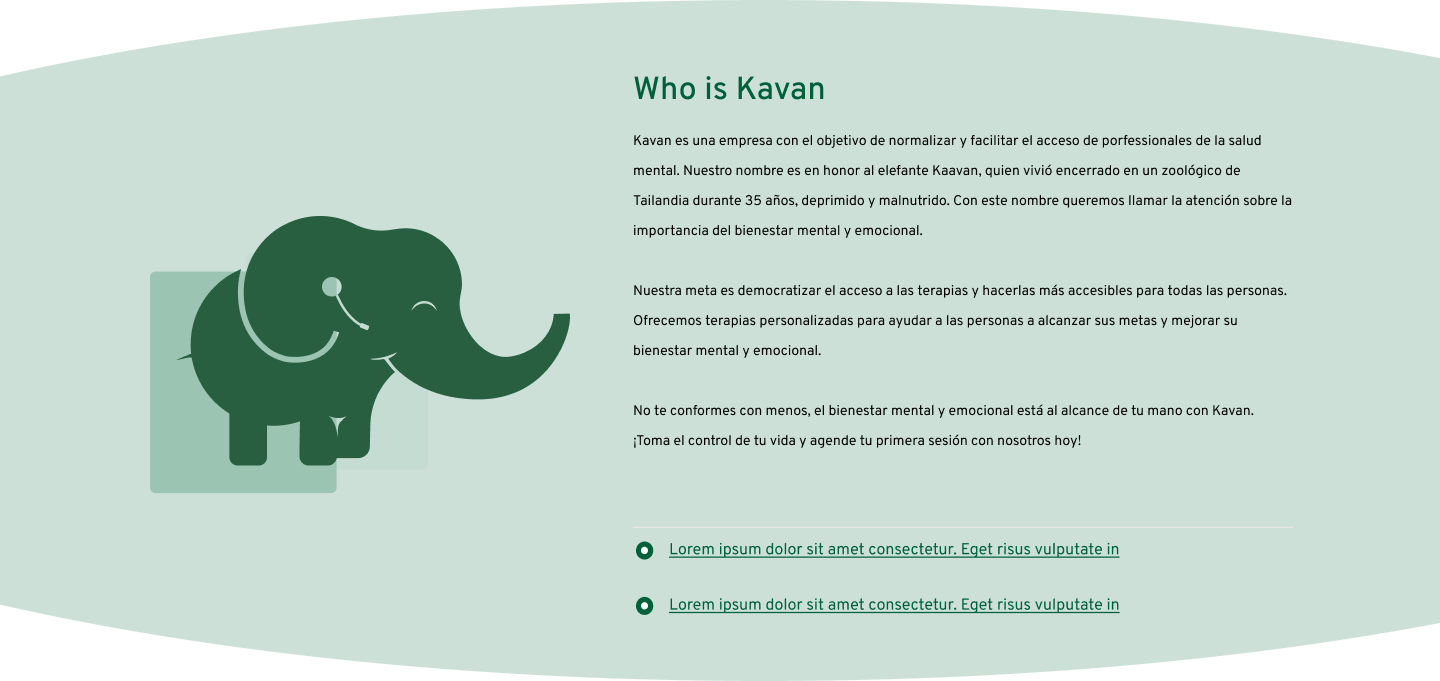 Who is Kavan
Kavan es una empresa con el objetivo de normalizar y facilitar el acceso de porfessionales de la salud
mental. Nuestro nombre es en honor al elefante Kaavan, quien vivió encerrado en un zoológico de
Tailandia durante 35 años, deprimido y malnutrido. Con este nombre queremos llamar la atención sobre la
importancia del bienestar mental y emocional.
Nuestra meta es democratizar el acceso a las terapias y hacerlas más accesibles para todas las personas.
Ofrecemos terapias personalizadas para ayudar a las personas a alcanzar sus metas y mejorar su
bienestar mental y emocional.
No te conformes con menos, el bienestar mental y emocional está al alcance de tu mano con Kavan.
¡Toma el control de tu vida y agende tu primera sesión con nosotros hoy!
Lorem ipsum dolor sit amet consectetur. Eget risus vulputate in
Lorem ipsum dolor sit amet consectetur. Eget risus vulputate in